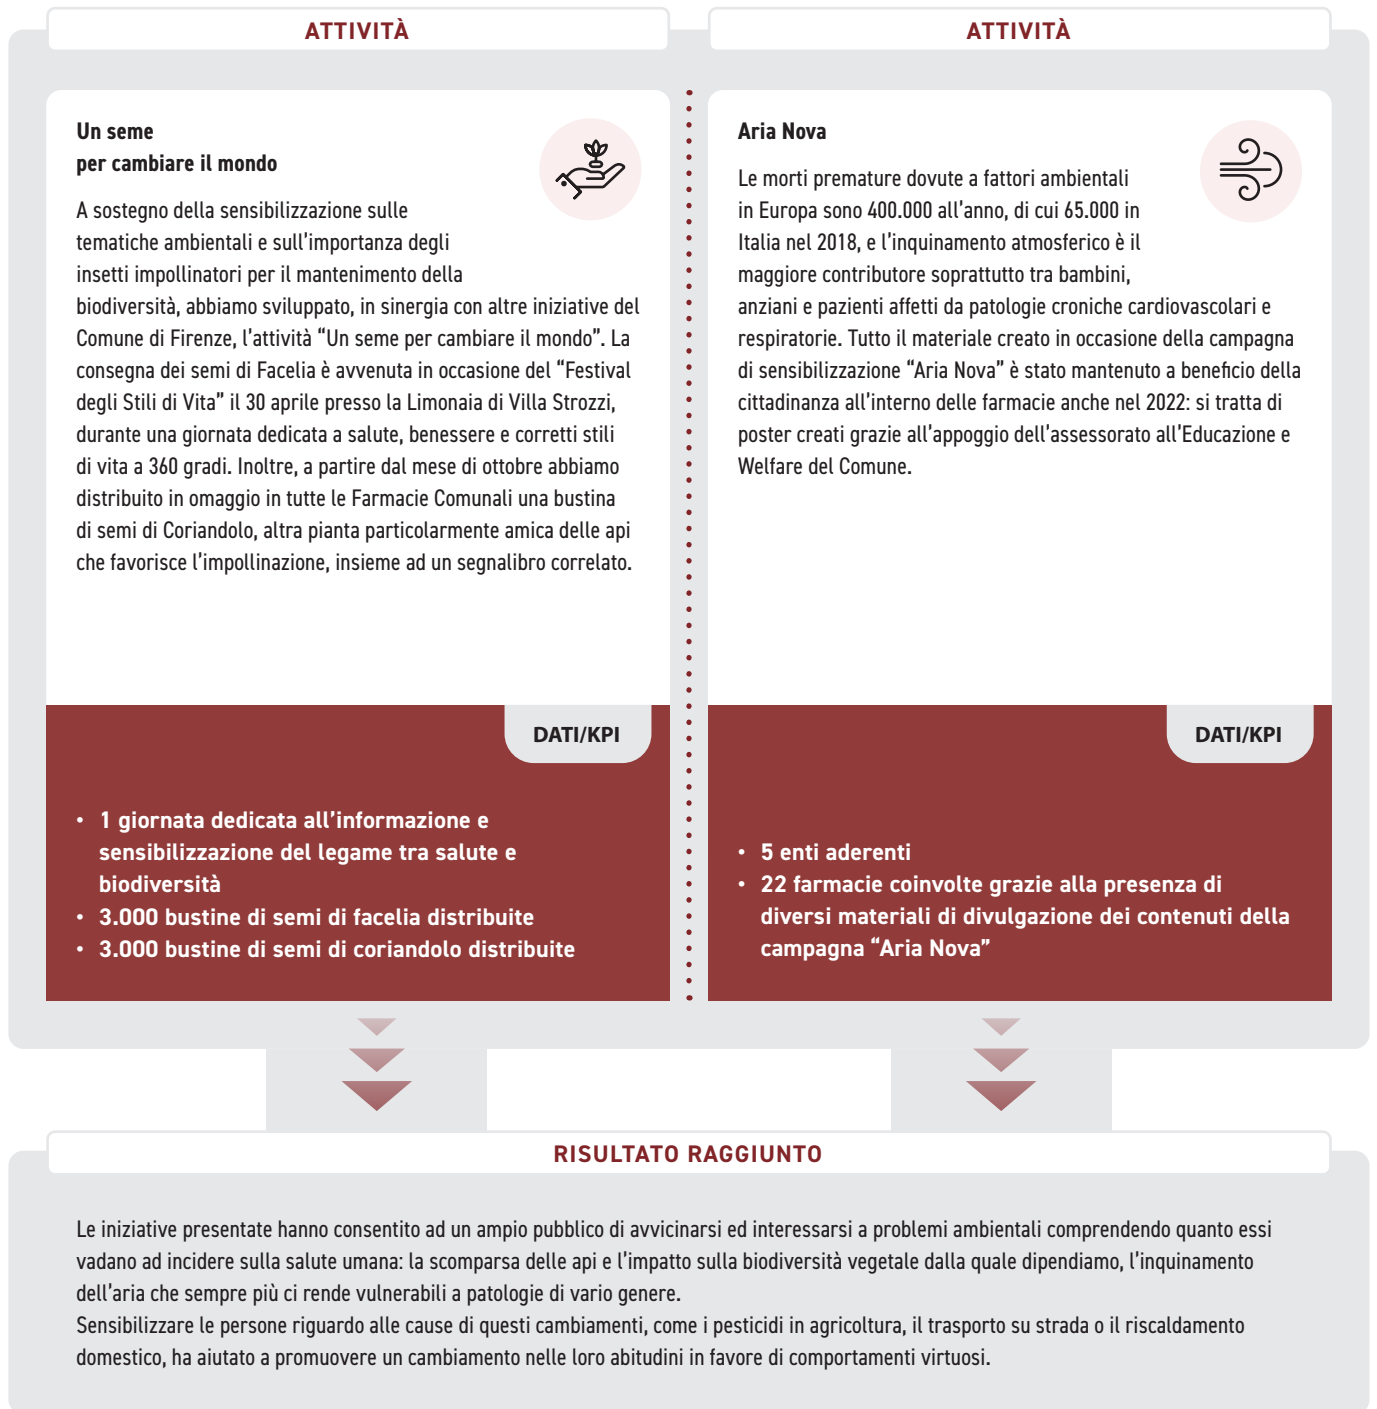 ATTIVITÀ
Un seme
per cambiare il mondo
A sostegno della sensibilizzazione sulle
tematiche ambientali e sull'importanza degli
insetti impollinatori per il mantenimento della
biodiversità, abbiamo sviluppato, in sinergia con altre iniziative del
Comune di Firenze, l'attività “Un seme per cambiare il mondo”. La
consegna dei semi di Facelia è avvenuta in occasione del “Festival
degli Stili di Vita” il 30 aprile presso la Limonaia di Villa Strozzi,
durante una giornata dedicata a salute, benessere e corretti stili
di vita a 360 gradi. Inoltre, a partire dal mese di ottobre abbiamo
distribuito in omaggio in tutte le Farmacie Comunali una bustina
di semi di Coriandolo, altra pianta particolarmente amica delle api
che favorisce l'impollinazione, insieme ad un segnalibro correlato.
DATI/KPI
• 1 giornata dedicata all'informazione e
sensibilizzazione del legame tra salute e
biodiversità
• 3.000 bustine di semi di facelia distribuite
• 3.000 bustine di semi di coriandolo distribuite
ATTIVITÀ
Aria Nova
Le morti premature dovute a fattori ambientali
in Europa sono 400.000 all'anno, di cui 65.000 in
Italia nel 2018, e l'inquinamento atmosferico è il
maggiore contributore soprattutto tra bambini,
anziani e pazienti affetti da patologie croniche cardiovascolari e
respiratorie. Tutto il materiale creato in occasione della campagna
di sensibilizzazione “Aria Nova” è stato mantenuto a beneficio della
cittadinanza all'interno delle farmacie anche nel 2022: si tratta di
poster creati grazie all'appoggio dell'assessorato all'Educazione e
Welfare del Comune.
DATI/KPI
• 5 enti aderenti
• 22 farmacie coinvolte grazie alla presenza di
diversi materiali di divulgazione dei contenuti della
campagna “Aria Nova”
RISULTATO RAGGIUNTO
Le iniziative presentate hanno consentito ad un ampio pubblico di avvicinarsi ed interessarsi a problemi ambientali comprendendo quanto essi
vadano ad incidere sulla salute umana: la scomparsa delle api e l'impatto sulla biodiversità vegetale dalla quale dipendiamo, l'inquinamento
dell'aria che sempre più ci rende vulnerabili a patologie di vario genere.
Sensibilizzare le persone riguardo alle cause di questi cambiamenti, come i pesticidi in agricoltura, il trasporto su strada o il riscaldamento
domestico, ha aiutato a promuovere un cambiamento nelle loro abitudini in favore di comportamenti virtuosi.